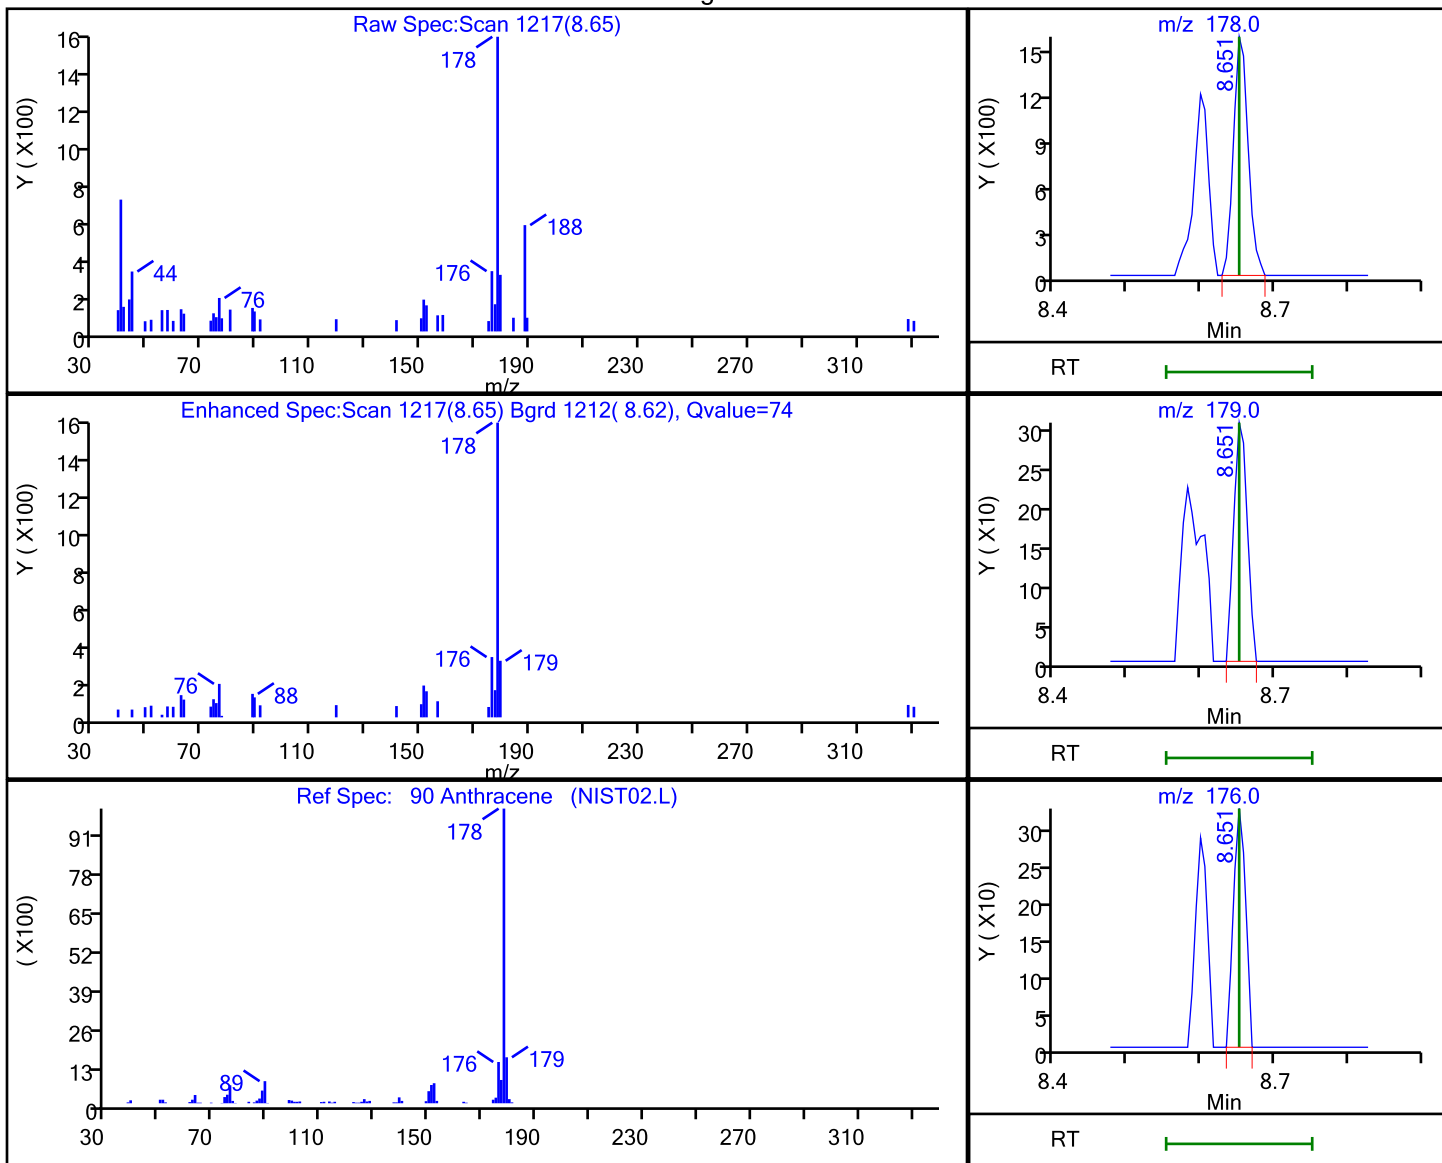 Raw Spec:Scan 1217(8.65)
Y ( X100)
16
14
12
10
8
6
4
2
0
178
188
176
44
76
30 70 110 150 190 230 270 310
m/z
m/z 178.0
Y ( X100)
15
12
9
6
3
0
8.651
8.4 8.7
Min
RT
Enhanced Spec:Scan 1217(8.65) Bgrd 1212( 8.62), Qvalue=74
Y ( X100)
16
14
12
10
8
6
4
2
0
178
176
179
76
88
30 70 110 150 190 230 270 310
m/z
m/z 179.0
Y ( X10)
30
25
20
15
10
5
0
8.651
8.4 8.7
Min
RT
Ref Spec: 90 Anthracene (NIST02.L)
( X100)
91
78
65
52
39
26
13
0
178
176
179
89
30 70 110 150 190 230 270 310
m/z 176.0
Y ( X10)
30
25
20
15
10
5
0
8.651
8.4 8.7
Min
RT